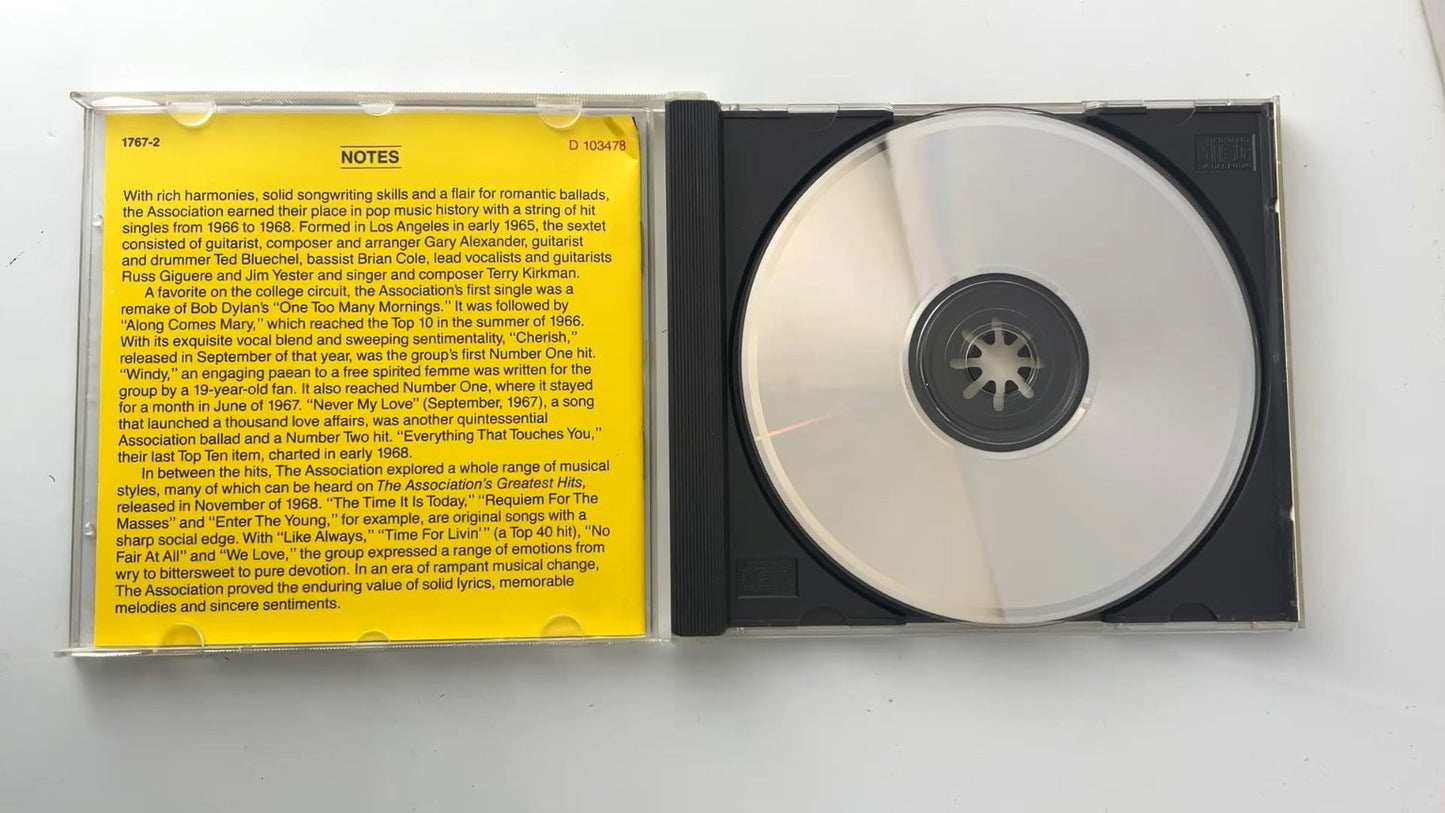 1767-2
D 103478
NOTES
With rich harmonies, solid songwriting skills and a flair for romantic ballads,
the Association earned their place in pop music history with a string of hit
singles from 1966 to 1968. Formed in Los Angeles in early 1965, the sextet
consisted of guitarist, composer and arranger Gary Alexander, guitarist
and drummer Ted Bluechel, bassist Brian Cole, lead vocalists and guitarists
Russ Giguere and Jim Yester and singer and composer Terry Kirkman.
A favorite on the college circuit, the Association's first single was a
remake of Bob Dylan's “One Too Many Mornings.” It was followed by
“Along Comes Mary,” which reached the Top 10 in the summer of 1966.
With its exquisite vocal blend and sweeping sentimentality, “Cherish,”
released in September of that year, was the group's first Number One hit.
“Windy,” an engaging paean to a free spirited femme was written for the
group by a 19-year-old fan. It also reached Number One, where it stayed
for a month in June of 1967. “Never My Love” (September, 1967), a song
that launched a thousand love affairs, was another quintessential
Association ballad and a Number Two hit. “Everything That Touches You,”
their last Top Ten item, charted in early 1968.
In between the hits, The Association explored a whole range of musical
styles, many of which can be heard on The Association's Greatest Hits,
released in November of 1968. “The Time It Is Today,” “Requiem For The
Masses” and “Enter The Young,” for example, are original songs with a
sharp social edge. With “Like Always,” “Time For Livin'” (a Top 40 hit), “No
Fair At All” and “We Love,” the group expressed a range of emotions from
wry to bittersweet to pure devotion. In an era of rampant musical change,
The Association proved the enduring value of solid lyrics, memorable
melodies and sincere sentiments.